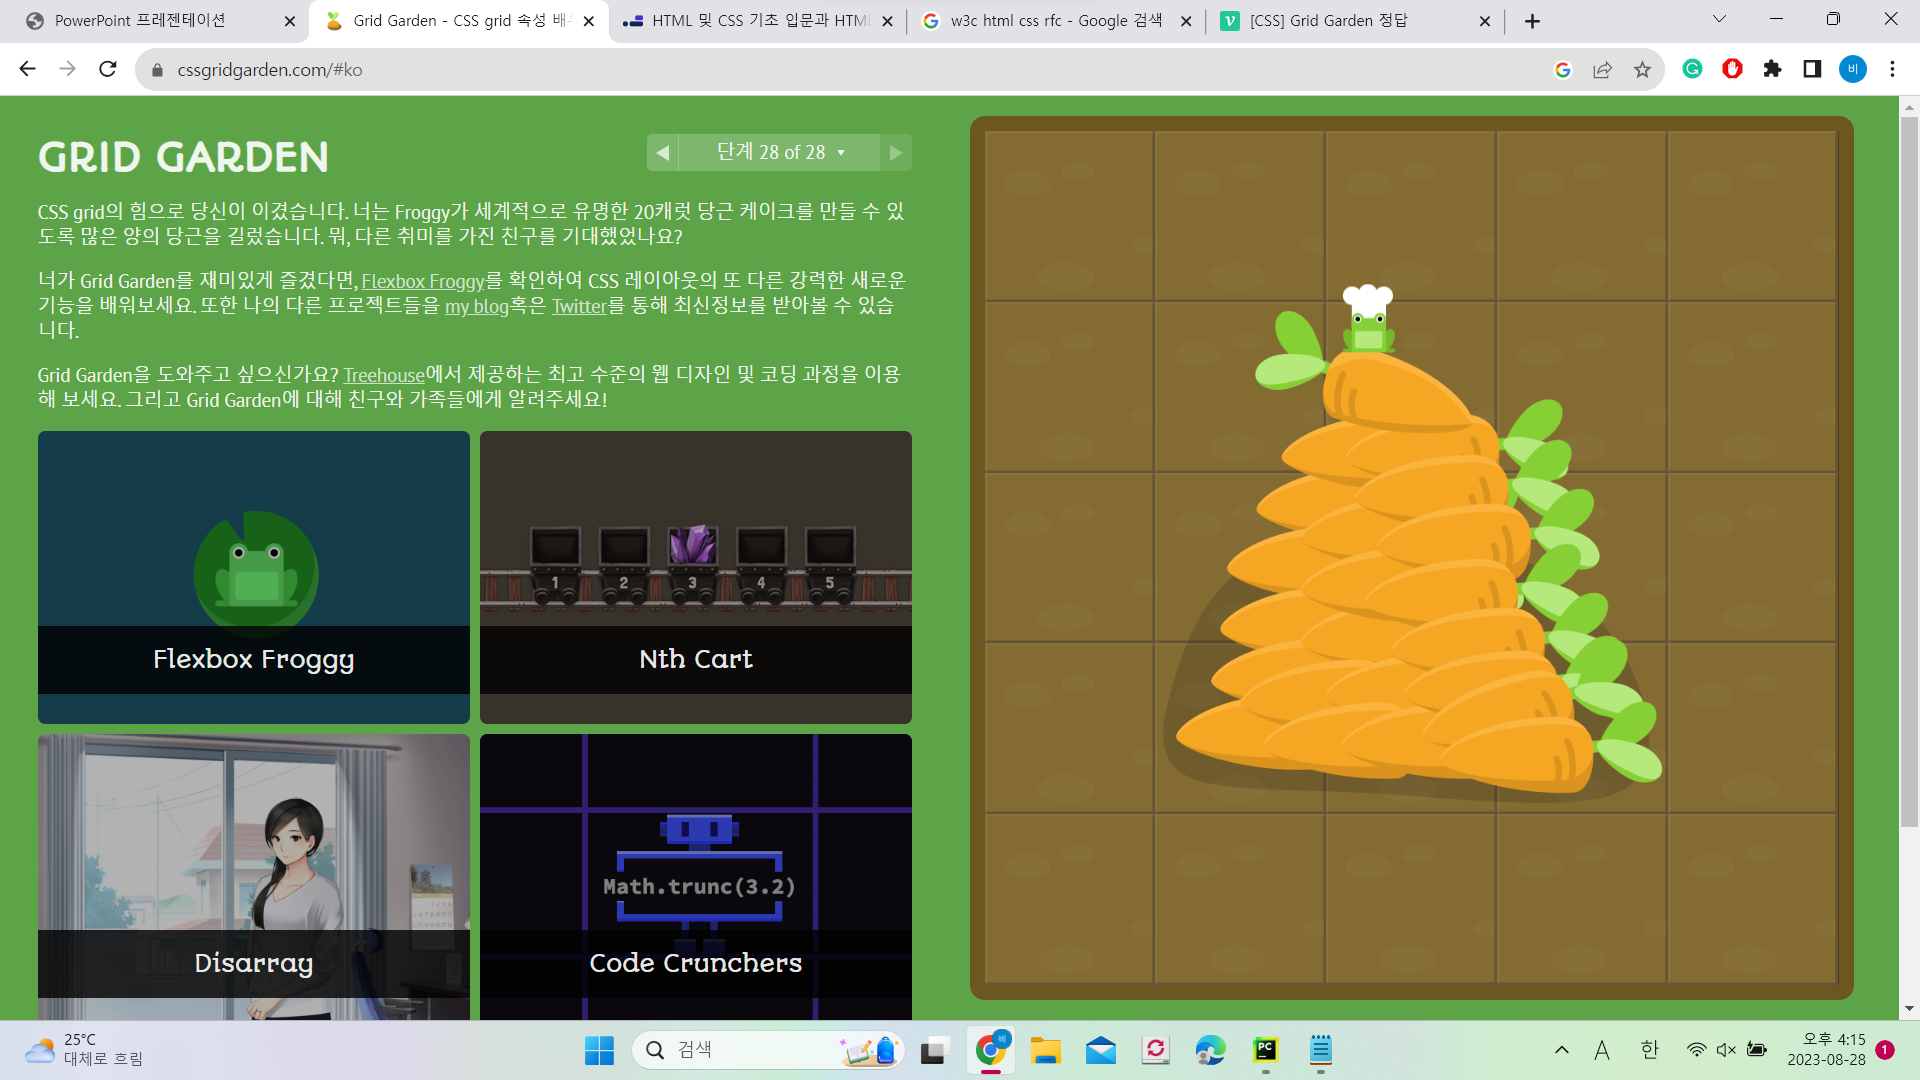 PowerPoint 프레젠테이션
Grid Garden - CSS grid 속성 배우
HTML 및 CSS 기초 입문과 HTML
w3c html css rfc - Google 검색
[CSS] Grid Garden 정답
cssgridgarden.com/#ko
비
GRID GARDEN
단계 28 of 28
CSS grid의 힘으로 당신이 이겼습니다. 너는 Froggy가 세계적으로 유명한 20캐럿 당근 케이크를 만들 수 있
도록 많은 양의 당근을 길렀습니다. 뭐, 다른 취미를 가진 친구를 기대했었나요?
너가 Grid Garden를 재미있게 즐겼다면, Flexbox Froggy를 확인하여 CSS 레이아웃의 또 다른 강력한 새로운
기능을 배워보세요. 또한 나의 다른 프로젝트들을 my blog혹은 Twitter를 통해 최신정보를 받아볼 수 있습
니다.
Grid Garden을 도와주고 싶으신가요? Treehouse에서 제공하는 최고 수준의 웹 디자인 및 코딩 과정을 이용
해 보세요. 그리고 Grid Garden에 대해 친구와 가족들에게 알려주세요!
Flexbox Froggy
1 2 3 4 5
Nth Cart
Disarray
Math.trunc(3.2)
Code Crunchers
25°C
대체로 흐림
검색
비
PC
A
한
오후 4:15
2023-08-28
1